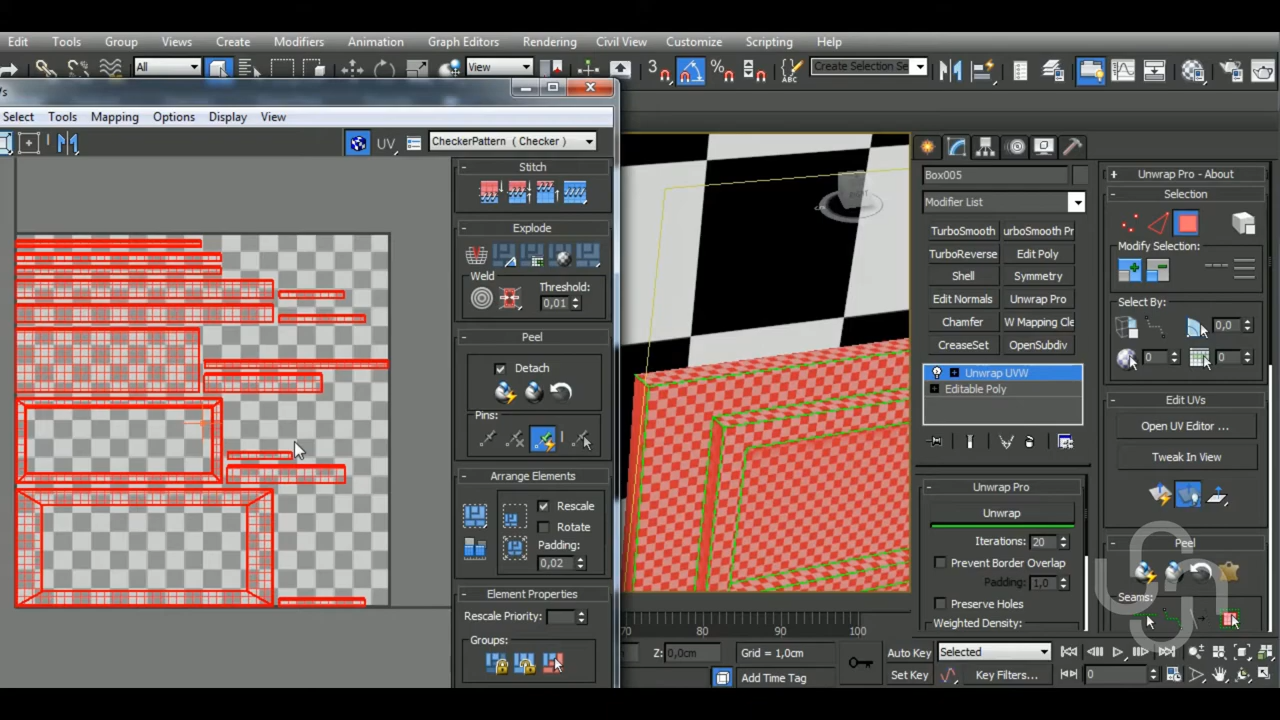 Edit Tools Group Views Create Modifiers Animation Graph Editors Rendering Civil View Customize Scripting Help
All View 3 ABC Create Selection Se
Vs
Select Tools Mapping Options Display View
UV CheckerPattern ( Checker )
Stitch
Explode
Weld Threshold:
0,01
Peel
Detach
Pins:
Arrange Elements
Rescale
Rotate
Padding:
0,02
Element Properties
Rescale Priority:
Groups:
Box005
Modifier List
TurboSmooth urboSmooth Pr
TurboReverse Edit Poly
Shell Symmetry
Edit Normals Unwrap Pro
Chamfer W Mapping Cle
CreaseSet OpenSubdiv
Unwrap UVW
Editable Poly
Unwrap Pro
Unwrap
Iterations: 20
Prevent Border Overlap
Padding: 1,0
Preserve Holes
Weighted Density:
Unwrap Pro - About
Selection
Modify Selection:
Select By:
0,0
0 0
Edit UVs
Open UV Editor ...
Tweak In View
Peel
Seams:
70 80 90 100
Z: 0,0cm Grid = 1,0cm Auto Key Selected
Add Time Tag Set Key Key Filters... 0